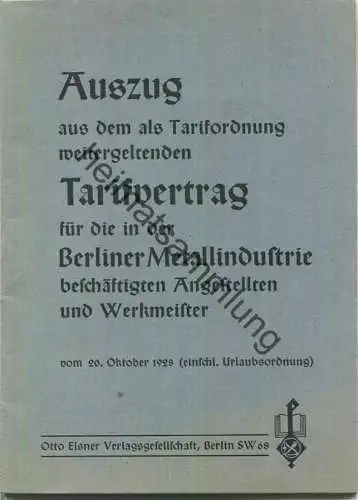 Auszug
aus dem als Tarifordnung
weitergeltenden
Tarifvertrag
für die in der
Berliner Metallindustrie
beschäftigten Angestellten
und Werkmeister
vom 20. Oktober 1928 (einschl. Urlaubsordnung)
Otto Elsner Verlagsgesellschaft, Berlin SW 68
heimatsammlung